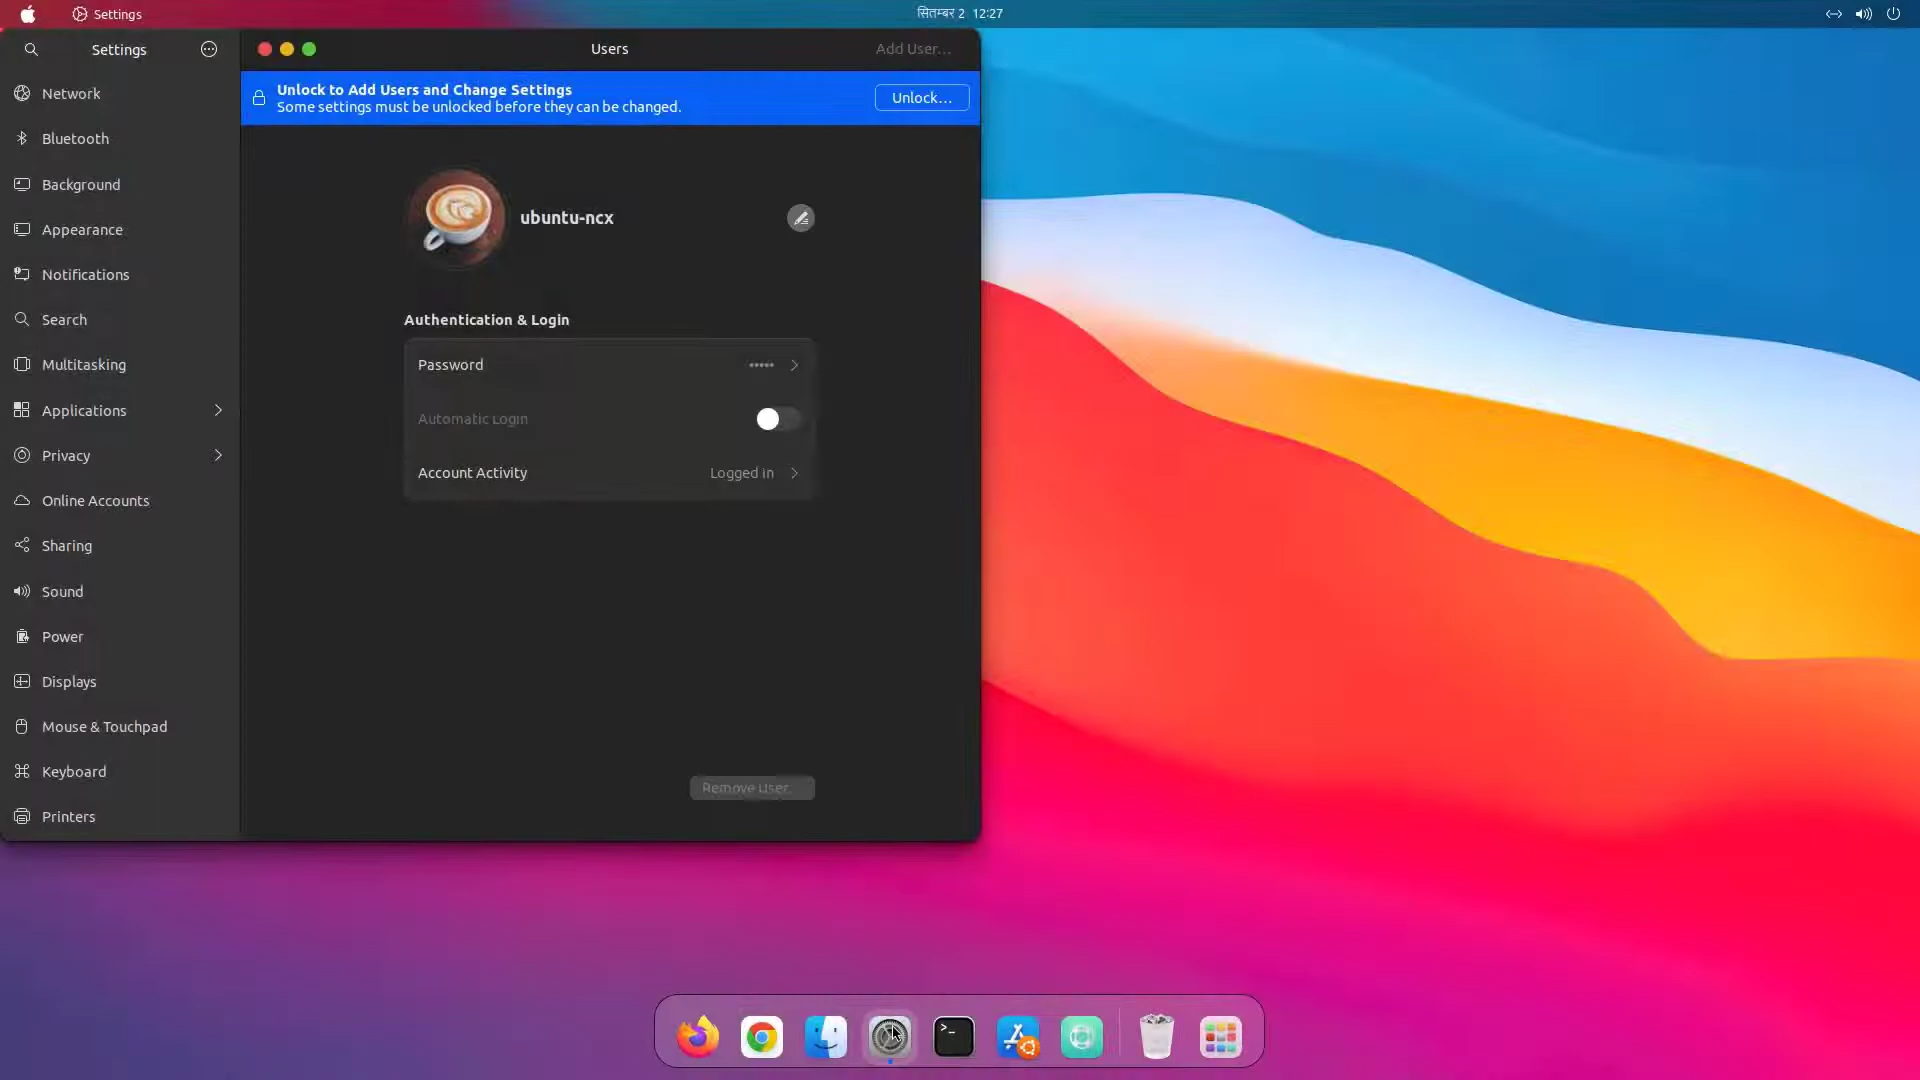 Settings
सितम्बर 2 12:27
Settings
Users
Add User...
Network
Bluetooth
Background
Appearance
Notifications
Search
Multitasking
Applications
Privacy
Online Accounts
Sharing
Sound
Power
Displays
Mouse & Touchpad
Keyboard
Printers
Unlock to Add Users and Change Settings
Some settings must be unlocked before they can be changed.
Unlock...
ubuntu-ncx
Authentication & Login
Password
Automatic Login
Account Activity
Logged in
Remove User...